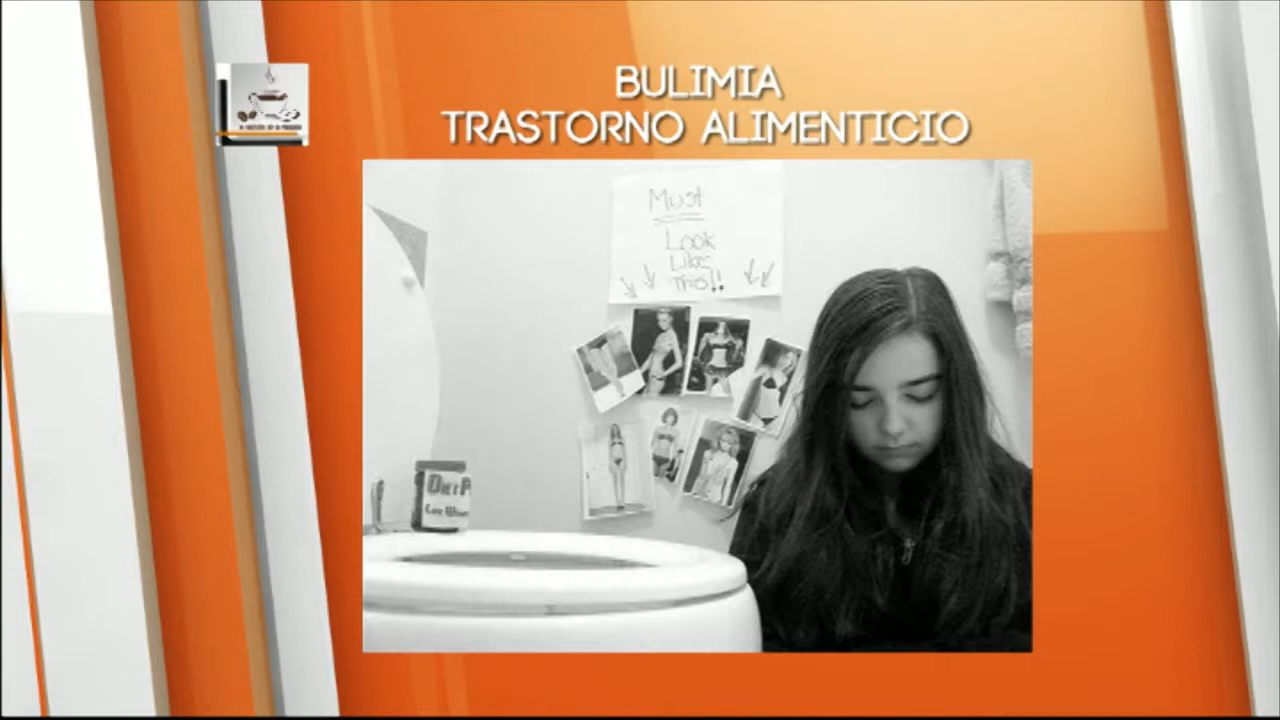 BULIMIA
TRASTORNO ALIMENTICIO
Must
Look
Like
This!!